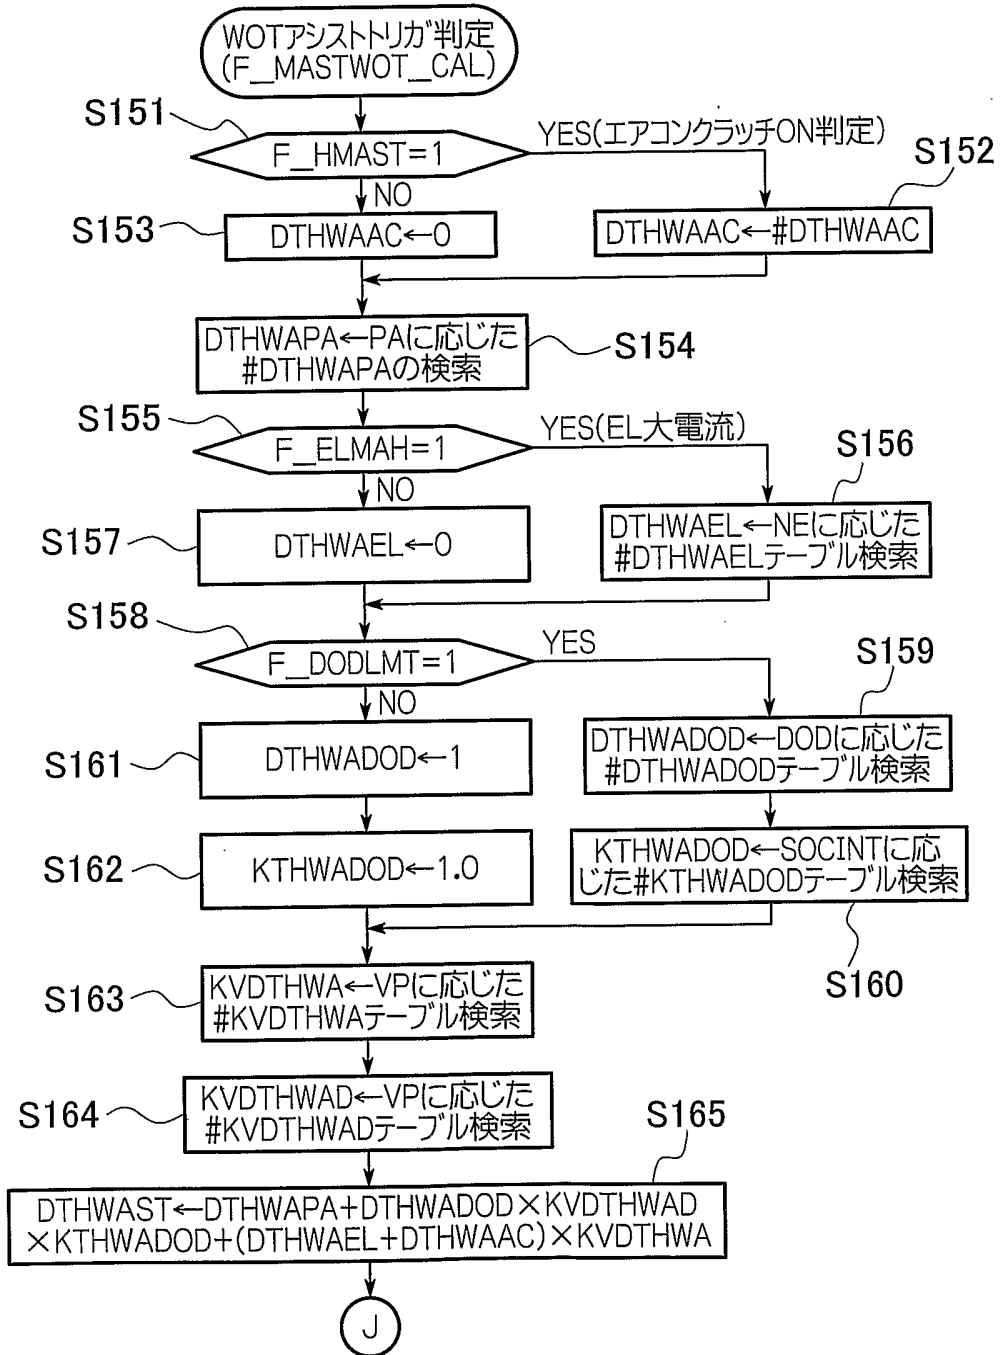 WOTアシストトリガ判定
(F_MASTWOT_CAL)
S151
F_HMAST=1
YES(エアコンクラッチON判定)
S152
NO
S153
DTHWAAC←0
DTHWAAC←#DTHWAAC
DTHWAPA←PAに応じた
#DTHWAPAの検索
S154
S155
F_ELMAH=1
YES(EL大電流)
S156
NO
S157
DTHWAEL←0
DTHWAEL←NEに応じた
#DTHWAELテーブル検索
S158
F_DODLMT=1
YES
S159
NO
S161
DTHWADOD←1
DTHWADOD←DODに応じた
#DTHWADODテーブル検索
S162
KTHWADOD←1.0
KTHWADOD←SOCINTに応
じた#KTHWADODテーブル検索
S160
S163
KVDTHWA←VPに応じた
#KVDTHWAテーブル検索
S164
KVDTHWAD←VPに応じた
#KVDTHWADテーブル検索
S165
DTHWAST←DTHWAPA+DTHWADOD×KVDTHWAD
×KTHWADOD+(DTHWAEL+DTHWAAC)×KVDTHWA
J